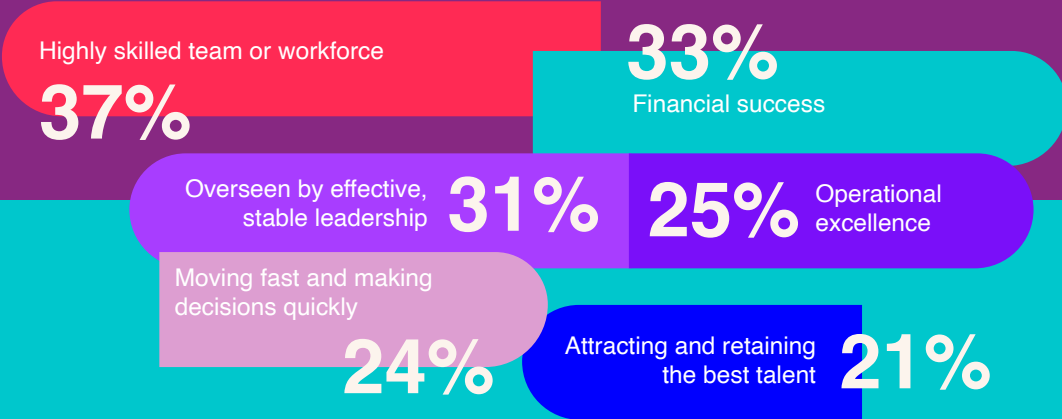 Highly skilled team or workforce
37%
33%
Financial success
Overseen by effective,
stable leadership
31%
25%
Operational
excellence
Moving fast and making
decisions quickly
24%
Attracting and retaining
the best talent
21%